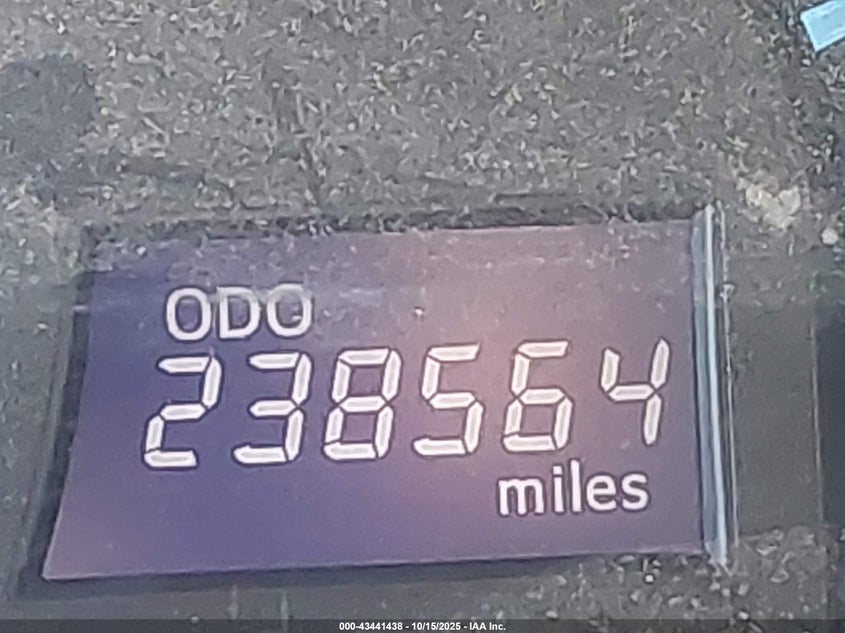 ODO
238564
miles
000-43441438 - 10/15/2025 - IAA Inc.